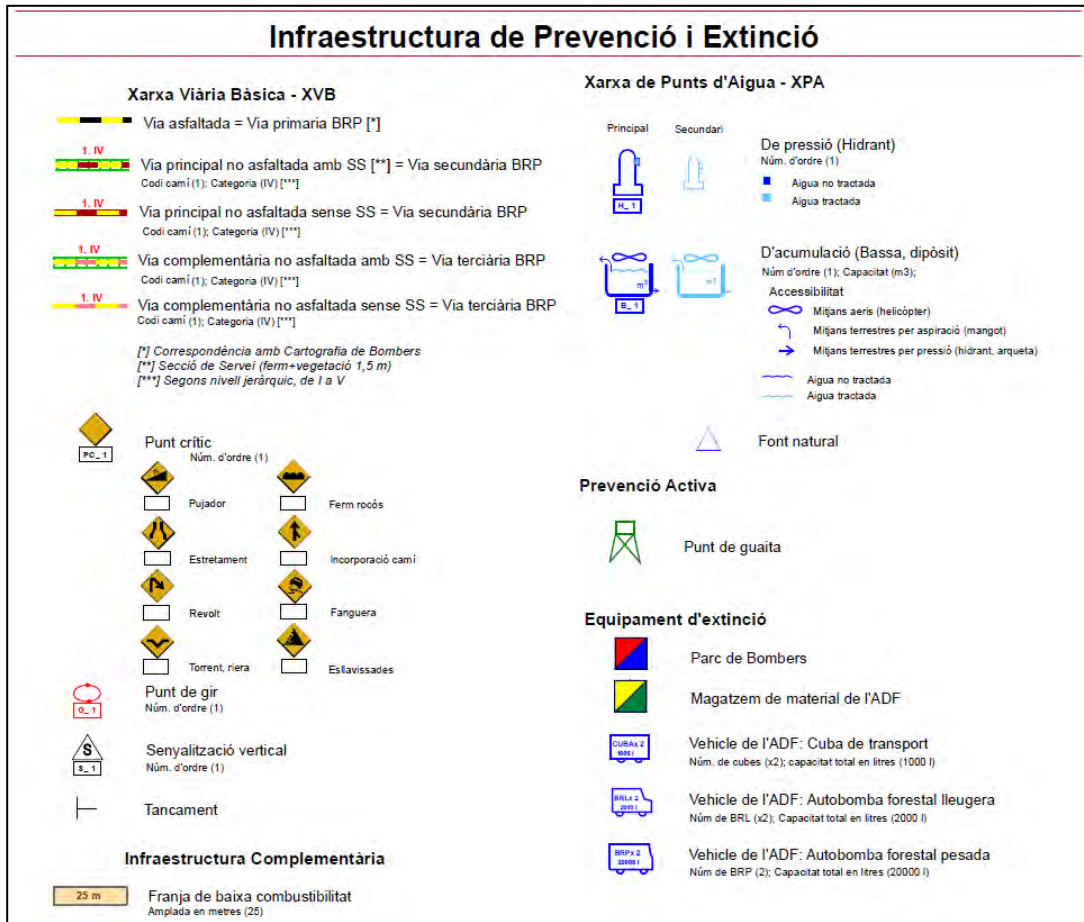 Infraestructura de Prevenció i Extinció
Xarxa Viària Bàsica - XVB
Via asfaltada = Via primaria BRP [*]
1. IV
Via principal no asfaltada amb SS [**] = Via secundària BRP
Codi camí (1); Categoria (IV) [***]
1. IV
Via principal no asfaltada sense SS = Via secundària BRP
Codi camí (1); Categoria (IV) [***]
1. IV
Via complementària no asfaltada amb SS = Via terciària BRP
Codi camí (1); Categoria (IV) [***]
1. IV
Via complementària no asfaltada sense SS = Via terciària BRP
Codi camí (1); Categoria (IV) [***]
[*] Correspondència amb Cartografia de Bombers
[**] Secció de Servei (ferm+vegetació 1,5 m)
[***] Segons nivell jeràrquic, de I a V
Punt crític
PC_ 1
Núm. d'ordre (1)
Pujador
Ferm rocós
Estretament
Incorporació camí
Revolt
Fanguera
Torrent, riera
Esllavissades
Punt de gir
G_ 1
Núm. d'ordre (1)
S
Senyalització vertical
S_ 1
Núm. d'ordre (1)
Tancament
Infraestructura Complementària
25 m
Franja de baixa combustibilitat
Amplada en metres (25)
Xarxa de Punts d'Aigua - XPA
Principal
Secundari
De pressió (Hidrant)
Núm. d'ordre (1)
Aigua no tractada
H_ 1
Aigua tractada
D'acumulació (Bassa, dipòsit)
Núm d'ordre (1); Capacitat (m3);
m3
m3
B_ 1
Accessibilitat
Mitjans aeris (helicòpter)
Mitjans terrestres per aspiració (mangot)
Mitjans terrestres per pressió (hidrant, arqueta)
Aigua no tractada
Aigua tractada
Font natural
Prevenció Activa
Punt de guaita
Equipament d'extinció
Parc de Bombers
Magatzem de material de l'ADF
CUBAx 2
1000 l
Vehicle de l'ADF: Cuba de transport
Núm. de cubes (x2); capacitat total en litres (1000 l)
BRLx 2
2000 l
Vehicle de l'ADF: Autobomba forestal lleugera
Núm de BRL (x2); Capacitat total en litres (2000 l)
BRPx 2
20000 l
Vehicle de l'ADF: Autobomba forestal pesada
Núm de BRP (2); Capacitat total en litres (20000 l)